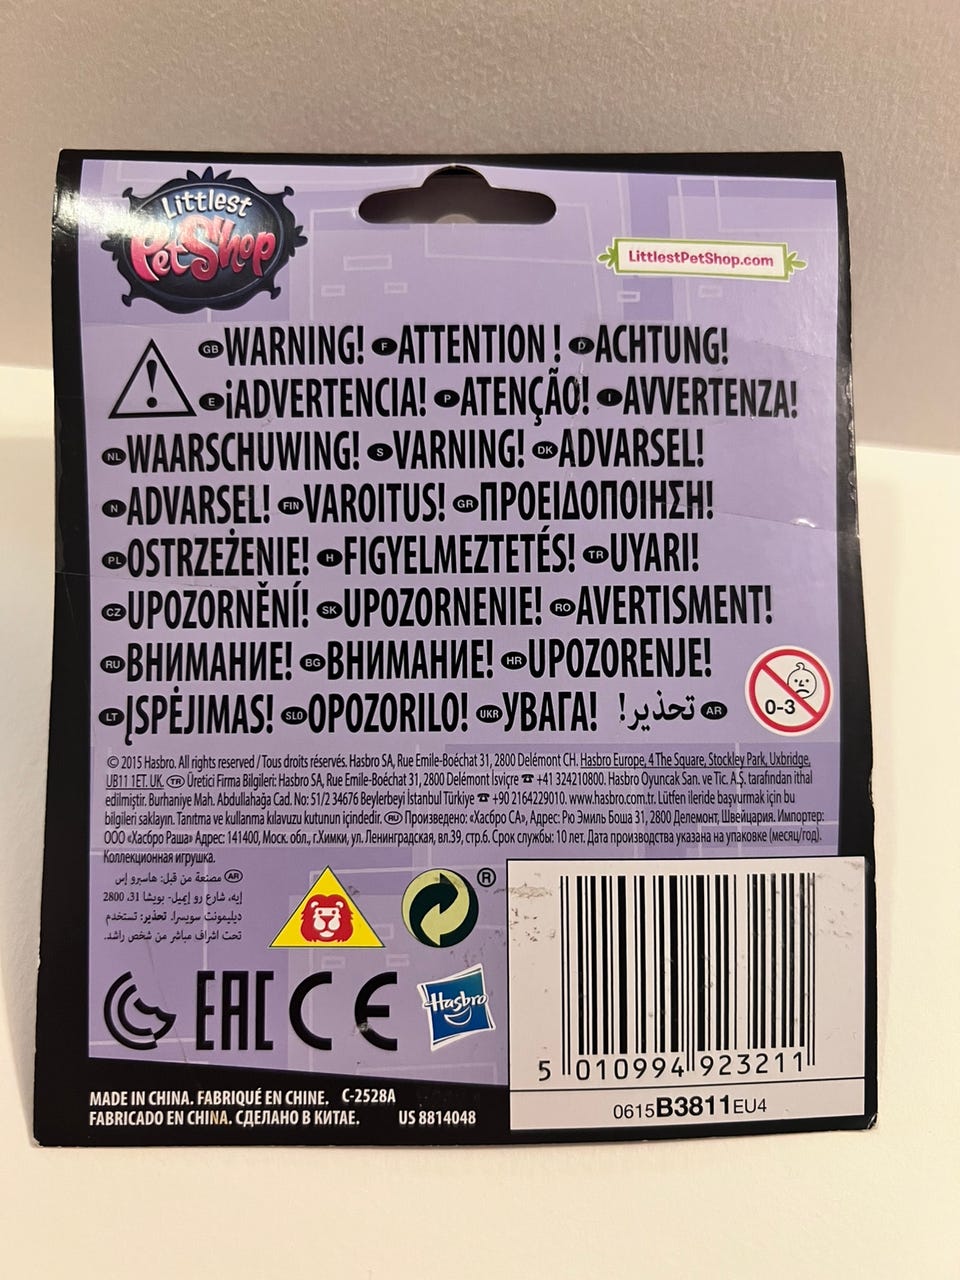 Littlest
PetShop
LittlestPetShop.com
GB WARNING! F ATTENTION ! D ACHTUNG!
E ¡ADVERTENCIA! P ATENÇÃO! I AVVERTENZA!
NL WAARSCHUWING! S VARNING! DK ADVARSEL!
N ADVARSEL! FIN VAROITUS! GR ΠΡΟΕΙΔΟΠΟΙΗΣΗ!
PL OSTRZEŻENIE! H FIGYELMEZTETÉS! TR UYARI!
CZ UPOZORNĚNÍ! SK UPOZORNENIE! RO AVERTISMENT!
RU ВНИМАНИЕ! BG ВНИМАНИЕ! HR UPOZORENJE!
LT ĮSPĖJIMAS! SLO OPOZORILO! UKR УВАГА! AR تحذير!
0-3
© 2015 Hasbro. All rights reserved / Tous droits réservés. Hasbro SA, Rue Emile-Boéchat 31, 2800 Delémont CH. Hasbro Europe, 4 The Square, Stockley Park, Uxbridge,
UB11 1ET. UK. TR Üretici Firma Bilgileri: Hasbro SA, Rue Emile-Boéchat 31, 2800 Delémont İsviçre ☎ +41 324210800. Hasbro Oyuncak San. ve Tic. A.Ş. tarafından ithal
edilmiştir. Burhaniye Mah. Abdullahağa Cad. No: 51/2 34676 Beylerbeyi İstanbul Türkiye ☎ +90 2164229010. www.hasbro.com.tr. Lütfen ileride başvurmak için bu
bilgileri saklayın. Tanıtma ve kullanma kılavuzu kutunun içindedir. RU Произведено: «Хасбро СА», Адрес: Рю Эмиль Боша 31, 2800 Делемонт, Швейцария. Импортер:
ООО «Хасбро Раша» Адрес: 141400, Моск. обл., г.Химки, ул. Ленинградская, вл.39, стр.6. Срок службы: 10 лет. Дата производства указана на упаковке (месяц/год).
Коллекционная игрушка.
AR مصنعة من قبل: هاسبرو إس
إيه، شارع رو إيميل- بويشا 31، 2800
ديليمونت سويسرا. تحذير: تستخدم
تحت اشراف مباشر من شخص راشد.
®
EAC CE Hasbro
5 010994 923211
0615B3811EU4
MADE IN CHINA. FABRIQUÉ EN CHINE. C-2528A
FABRICADO EN CHINA. СДЕЛАНО В КИТАЕ. US 8814048